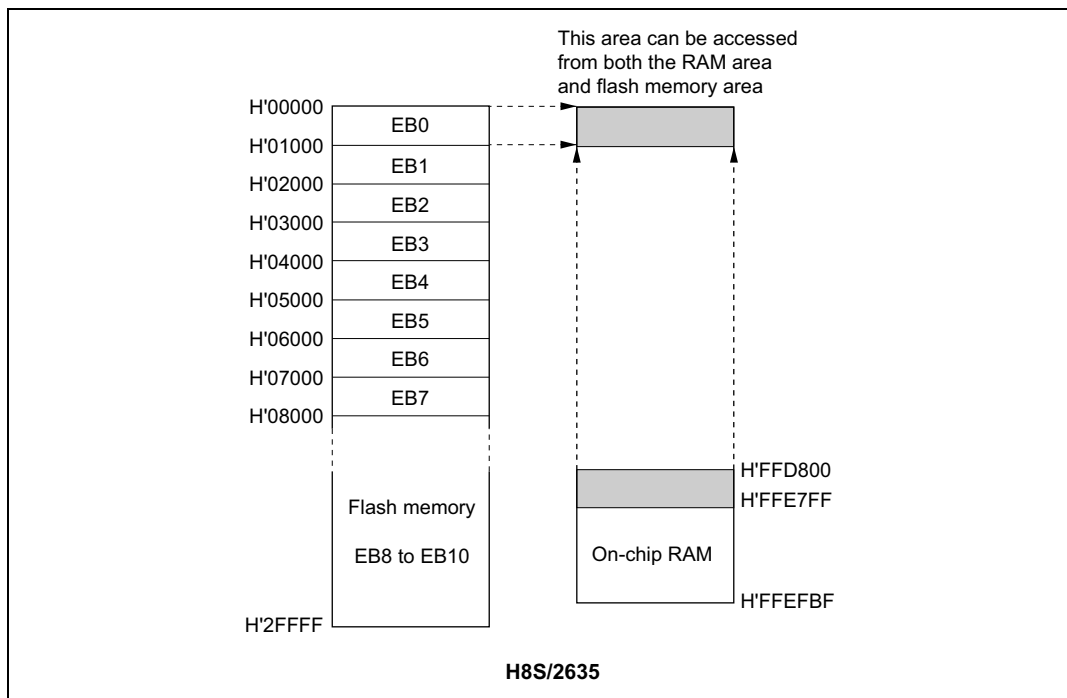 This area can be accessed
from both the RAM area
and flash memory area
H'00000
EB0
H'01000
EB1
H'02000
EB2
H'03000
EB3
H'04000
EB4
H'05000
EB5
H'06000
EB6
H'07000
EB7
H'08000
Flash memory
EB8 to EB10
H'2FFFF
H'FFD800
H'FFE7FF
On-chip RAM
H'FFEFBF
H8S/2635